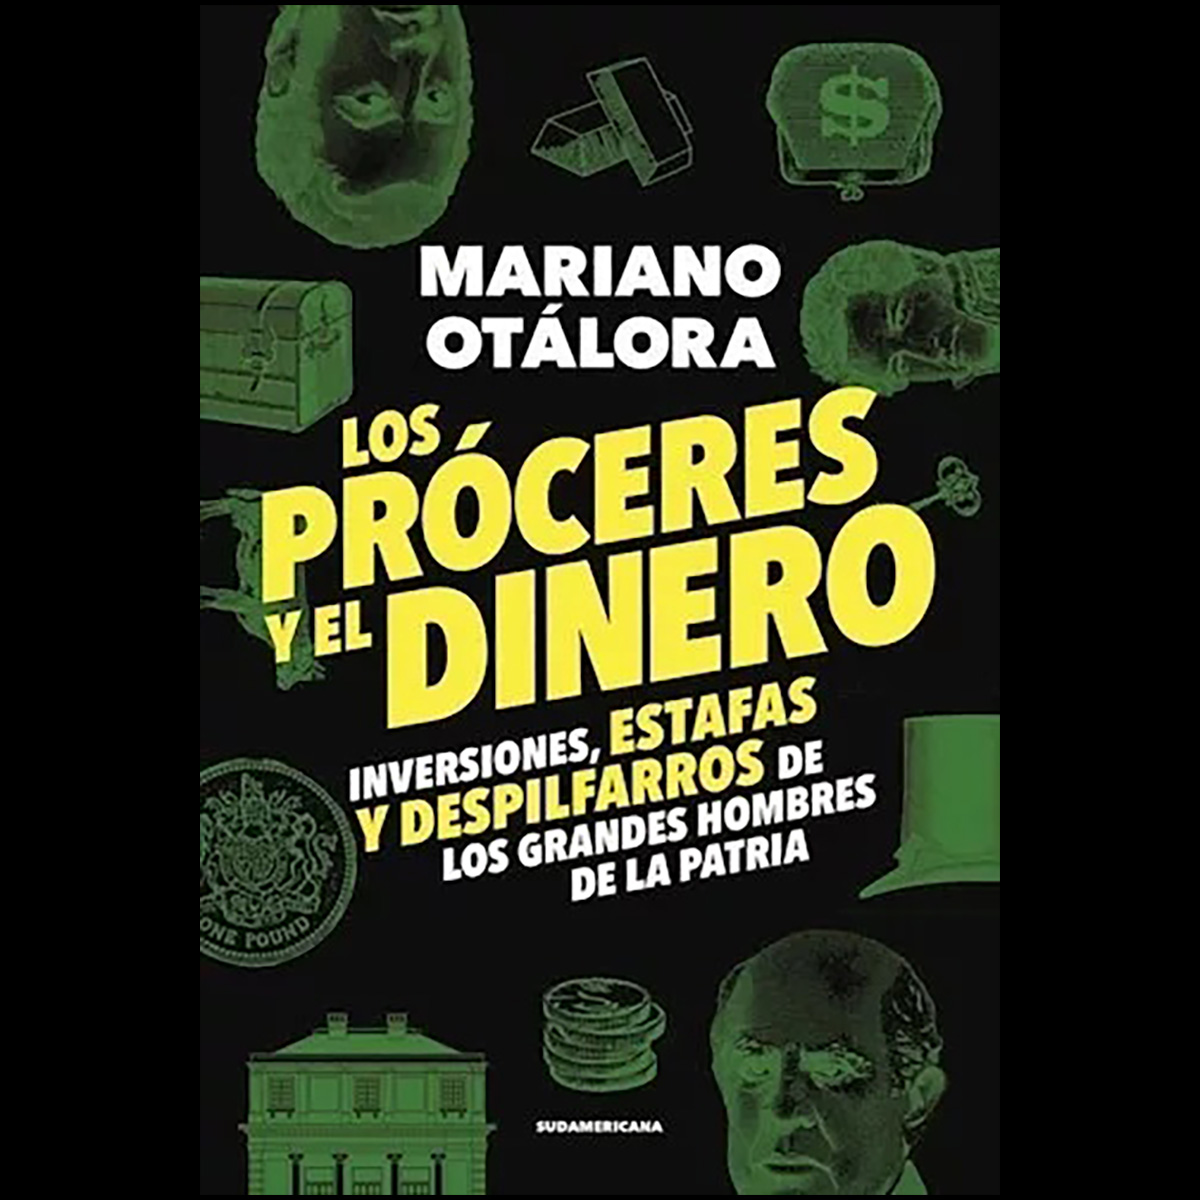 MARIANO
OTÁLORA
LOS
PRÓCERES
Y EL DINERO
INVERSIONES, ESTAFAS
Y DESPILFARROS DE
LOS GRANDES HOMBRES
DE LA PATRIA
$
ONE POUND
SUDAMERICANA